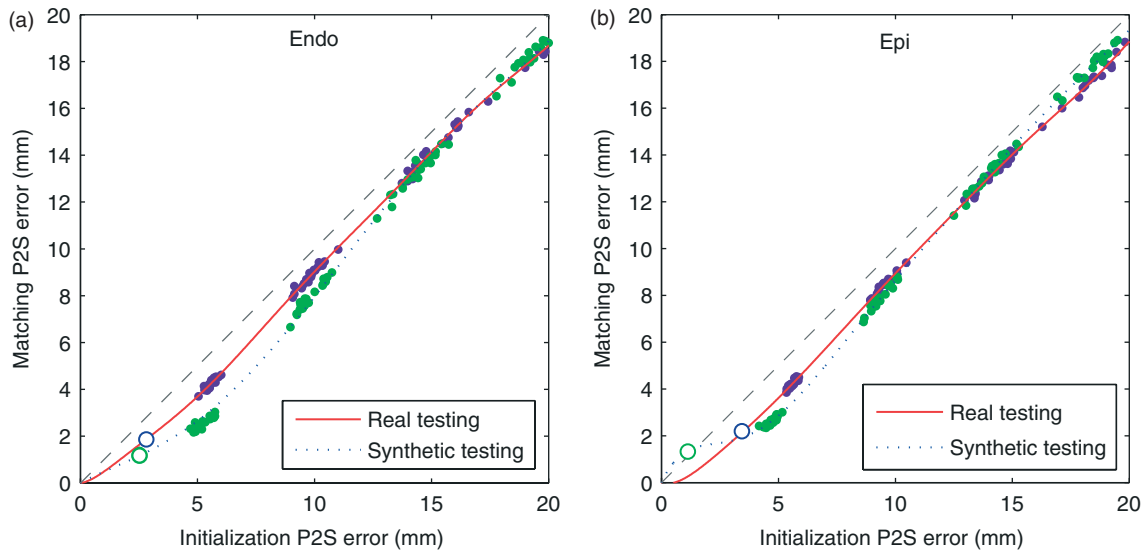 (a)
Endo
Matching P2S error (mm)
20
18
16
14
12
10
8
6
4
2
0
0 5 10 15 20
Initialization P2S error (mm)
Real testing
Synthetic testing
(b)
Epi
Matching P2S error (mm)
20
18
16
14
12
10
8
6
4
2
0
0 5 10 15 20
Initialization P2S error (mm)
Real testing
Synthetic testing